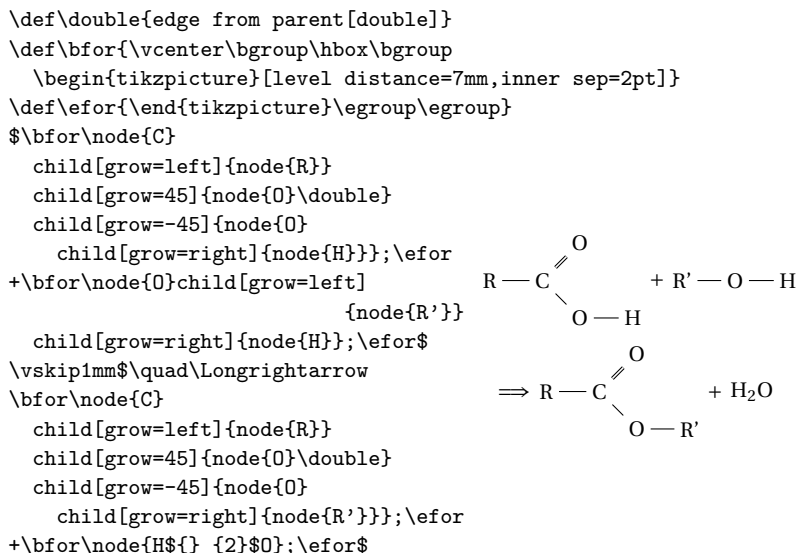 \def\double{edge from parent[double]}
\def\bfor{\vcenter\bgroup\hbox\bgroup
  \begin{tikzpicture}[level distance=7mm,inner sep=2pt]}
\def\efor{\end{tikzpicture}\egroup\egroup}
$\bfor\node{C}
  child[grow=left]{node{R}}
  child[grow=45]{node{O}\double}
  child[grow=-45]{node{O}
    child[grow=right]{node{H}}};\efor
+\bfor\node{O}child[grow=left]
                        {node{R’}}
  child[grow=right]{node{H}};\efor$
\vskip1mm$\quad\Longrightarrow
\bfor\node{C}
  child[grow=left]{node{R}}
  child[grow=45]{node{O}\double}
  child[grow=-45]{node{O}
    child[grow=right]{node{R’}}};\efor
+\bfor\node{H${}_{2}$O};\efor$
O
R — C + R’ — O — H
O — H
O
⟹ R — C + H₂O
O — R’